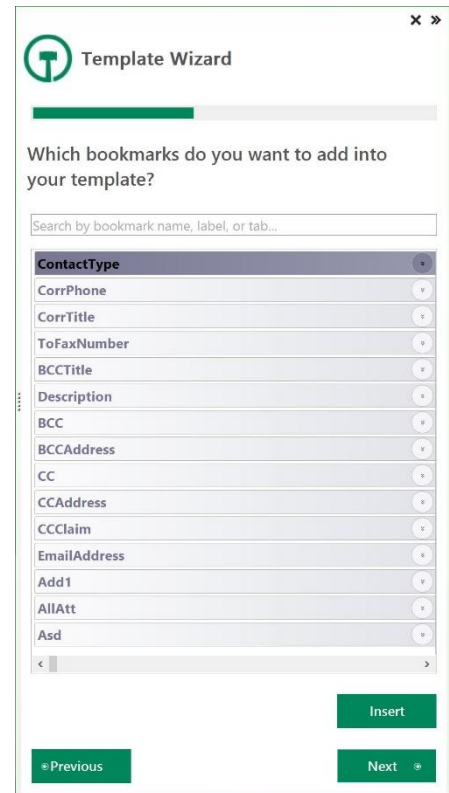 Template Wizard
Which bookmarks do you want to add into
your template?
Search by bookmark name, label, or tab...
ContactType
CorrPhone
CorrTitle
ToFaxNumber
BCCTitle
Description
BCC
BCCAddress
CC
CCAddress
CCClaim
EmailAddress
Add1
AllAtt
Asd
Insert
Previous
Next